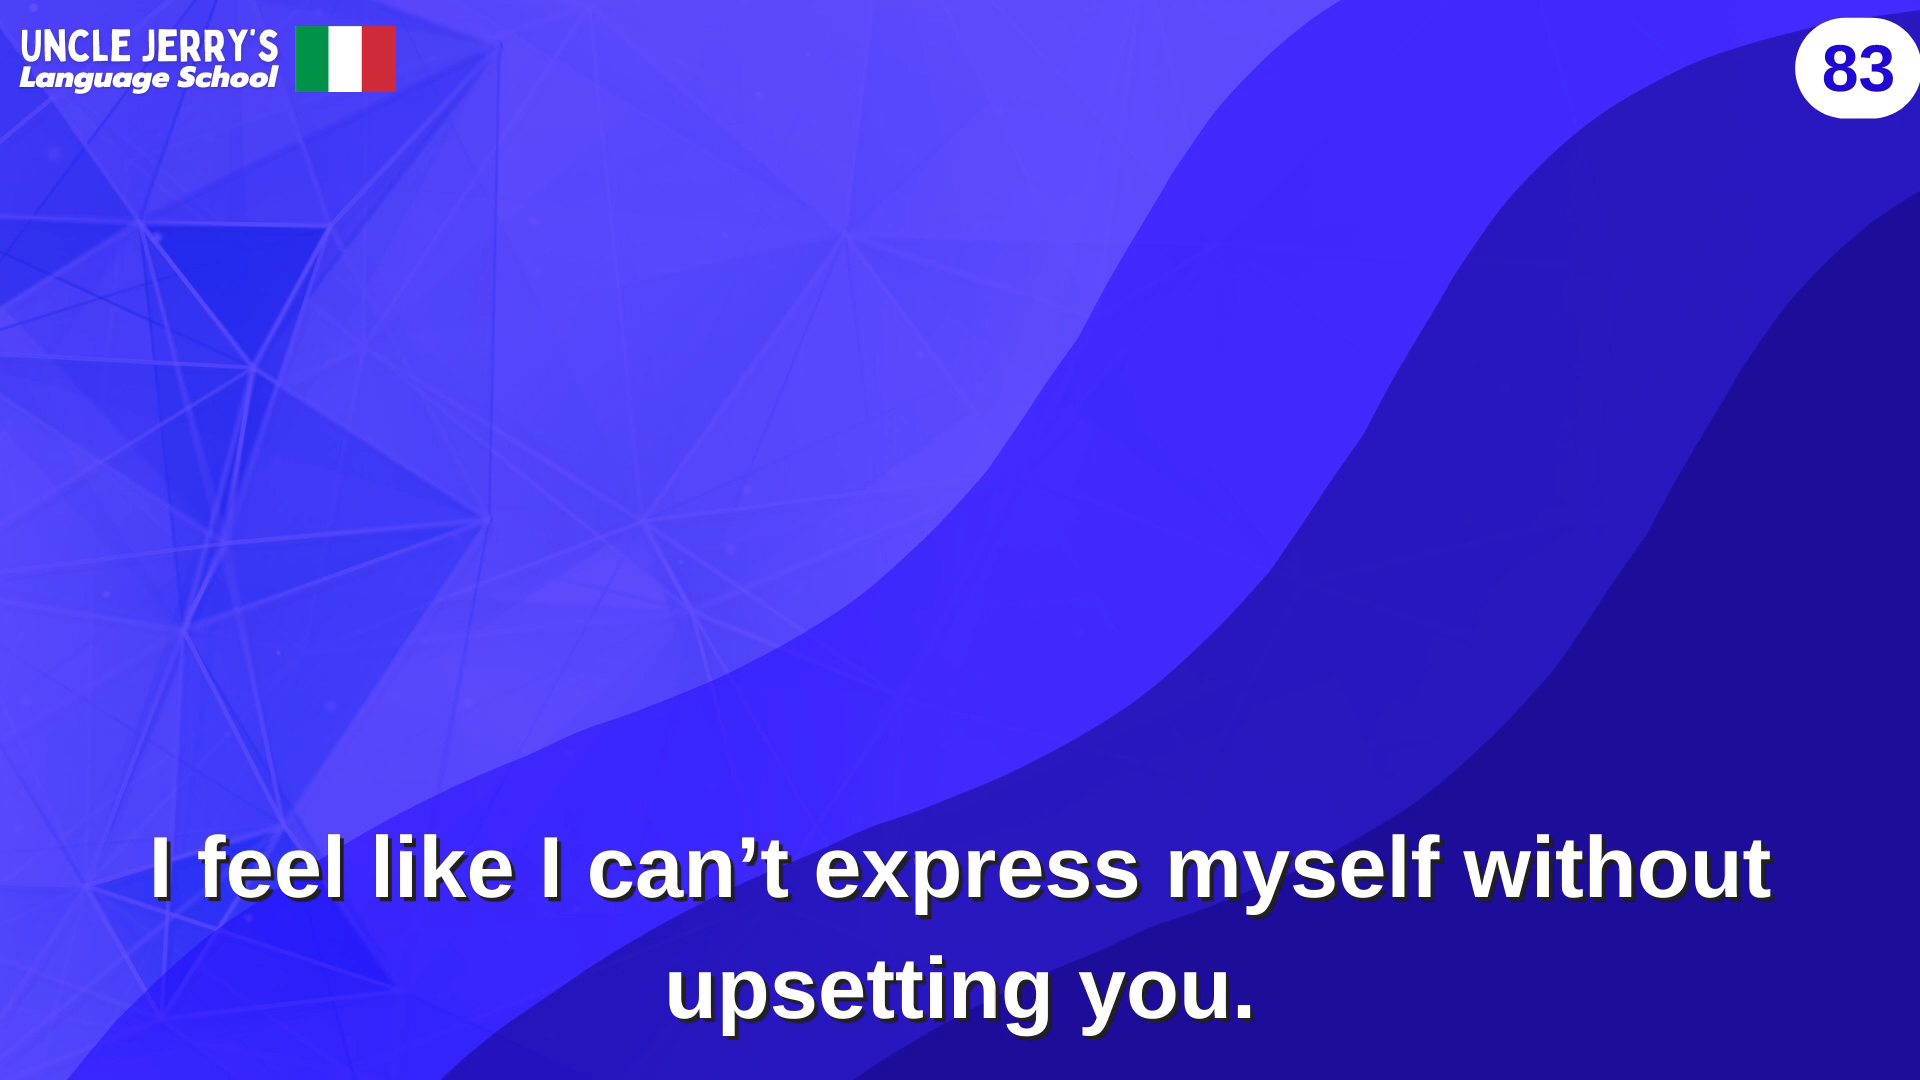 UNCLE JERRY'S
Language School
83
I feel like I can’t express myself without
upsetting you.